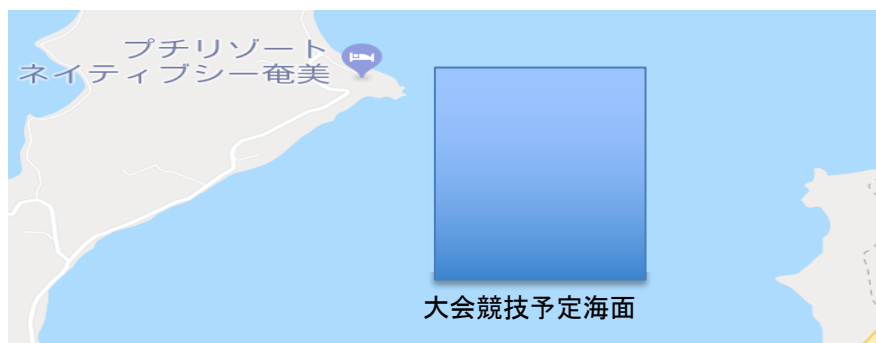 プチリゾート
ネイティブシー奄美
大会競技予定海面